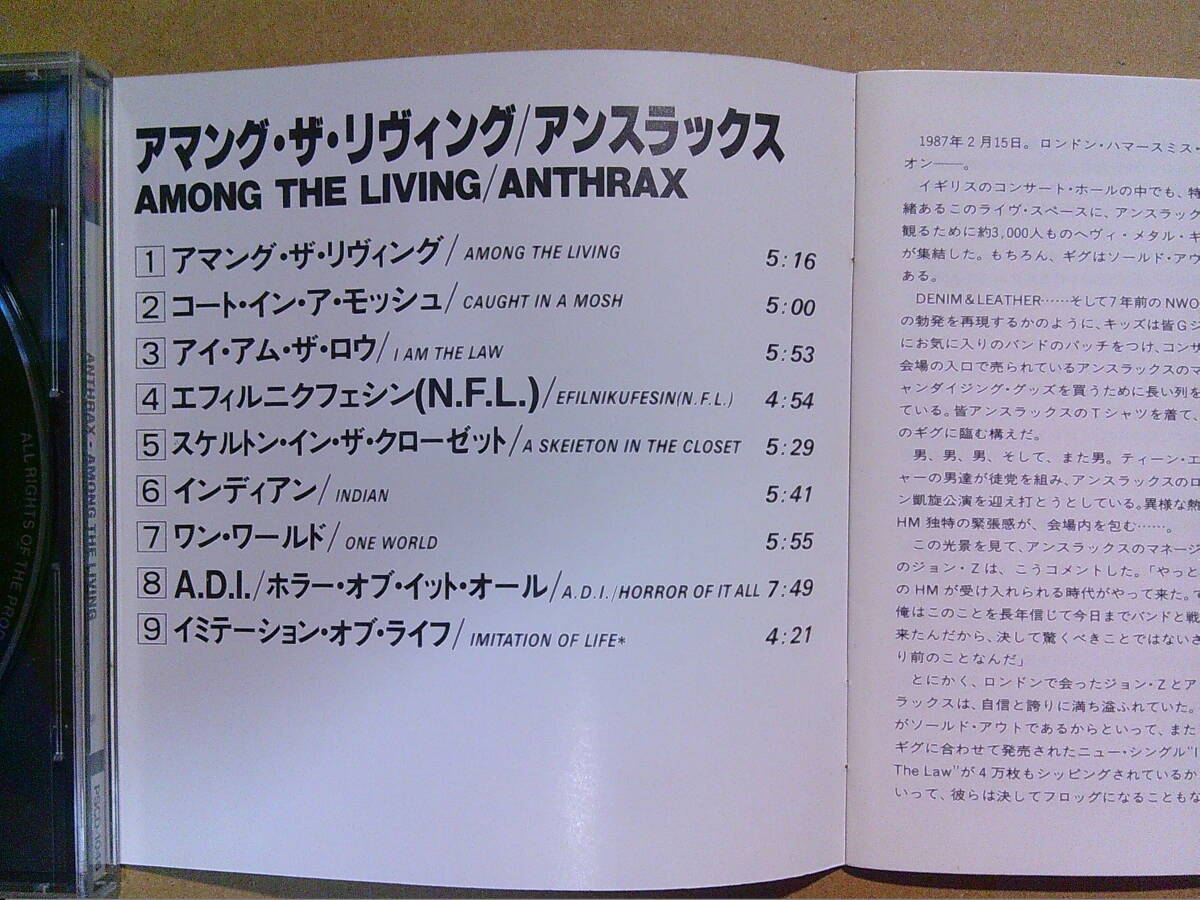 アマング・ザ・リヴィング/アンスラックス
AMONG THE LIVING/ANTHRAX
1 アマング・ザ・リヴィング/AMONG THE LIVING 5:16
2 コート・イン・ア・モッシュ/CAUGHT IN A MOSH 5:00
3 アイ・アム・ザ・ロウ/I AM THE LAW 5:53
4 エフィルニクフェシン(N.F.L.)/EFILNIKUFESIN(N.F.L.) 4:54
5 スケルトン・イン・ザ・クローゼット/A SKEIETON IN THE CLOSET 5:29
6 インディアン/INDIAN 5:41
7 ワン・ワールド/ONE WORLD 5:55
8 A.D.I./ホラー・オブ・イット・オール/A.D.I./HORROR OF IT ALL 7:49
9 イミテーション・オブ・ライフ/IMITATION OF LIFE* 4:21
1987年2月15日。ロンドン・ハマースミス・
オン――。
イギリスのコンサート・ホールの中でも、特
緒あるこのライヴ・スペースに、アンスラック
観るために約3,000人ものヘヴィ・メタル・キ
が集結した。もちろん、ギグはソールド・アウ
ある。
DENIM&LEATHER……そして7年前のNWO
の勃発を再現するかのように、キッズは皆Gジ
にお気に入りのバンドのパッチをつけ、コンサ
会場の入口で売られているアンスラックスのマ
ャンダイジング・グッズを買うために長い列を
ている。皆アンスラックスのTシャツを着て、
のギグに臨む構えだ。
男、男、男、そして、また男。ティーン・エ
ャーの男達が徒党を組み、アンスラックスのロ
ン凱旋公演を迎え打とうとしている。異様な熱
HM 独特の緊張感が、会場内を包む……。
この光景を見て、アンスラックスのマネージ
のジョン・Zは、こうコメントした。「やっと
のHMが受け入れられる時代がやって来た。
俺はこのことを長年信じて今日までバンドと戦
来たんだから、決して驚くべきことではないさ
り前のことなんだ」
とにかく、ロンドンで会ったジョン・Zとア
ラックスは、自信と誇りに満ち溢れていた。
がソールド・アウトであるからといって、また
ギグに合わせて発売されたニュー・シングル"I
The Law"が4万枚もシッピングされているか
いって、彼らは決してフロッグになることもな
ANTHRAX・AMONG THE LIVING
ALL RIGHTS OF THE PROD